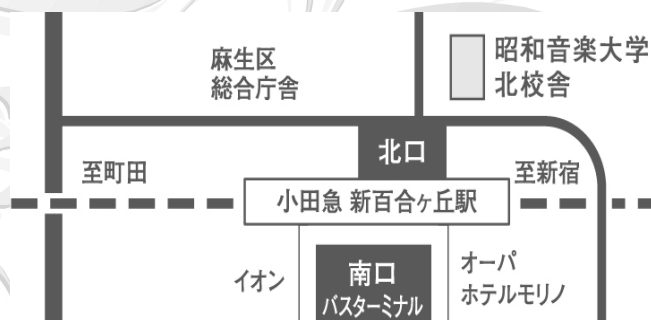 麻生区
総合庁舎
昭和音楽大学
北校舎
北口
至町田
至新宿
小田急 新百合ヶ丘駅
イオン
南口
バスターミナル
オーパ
ホテルモリノ